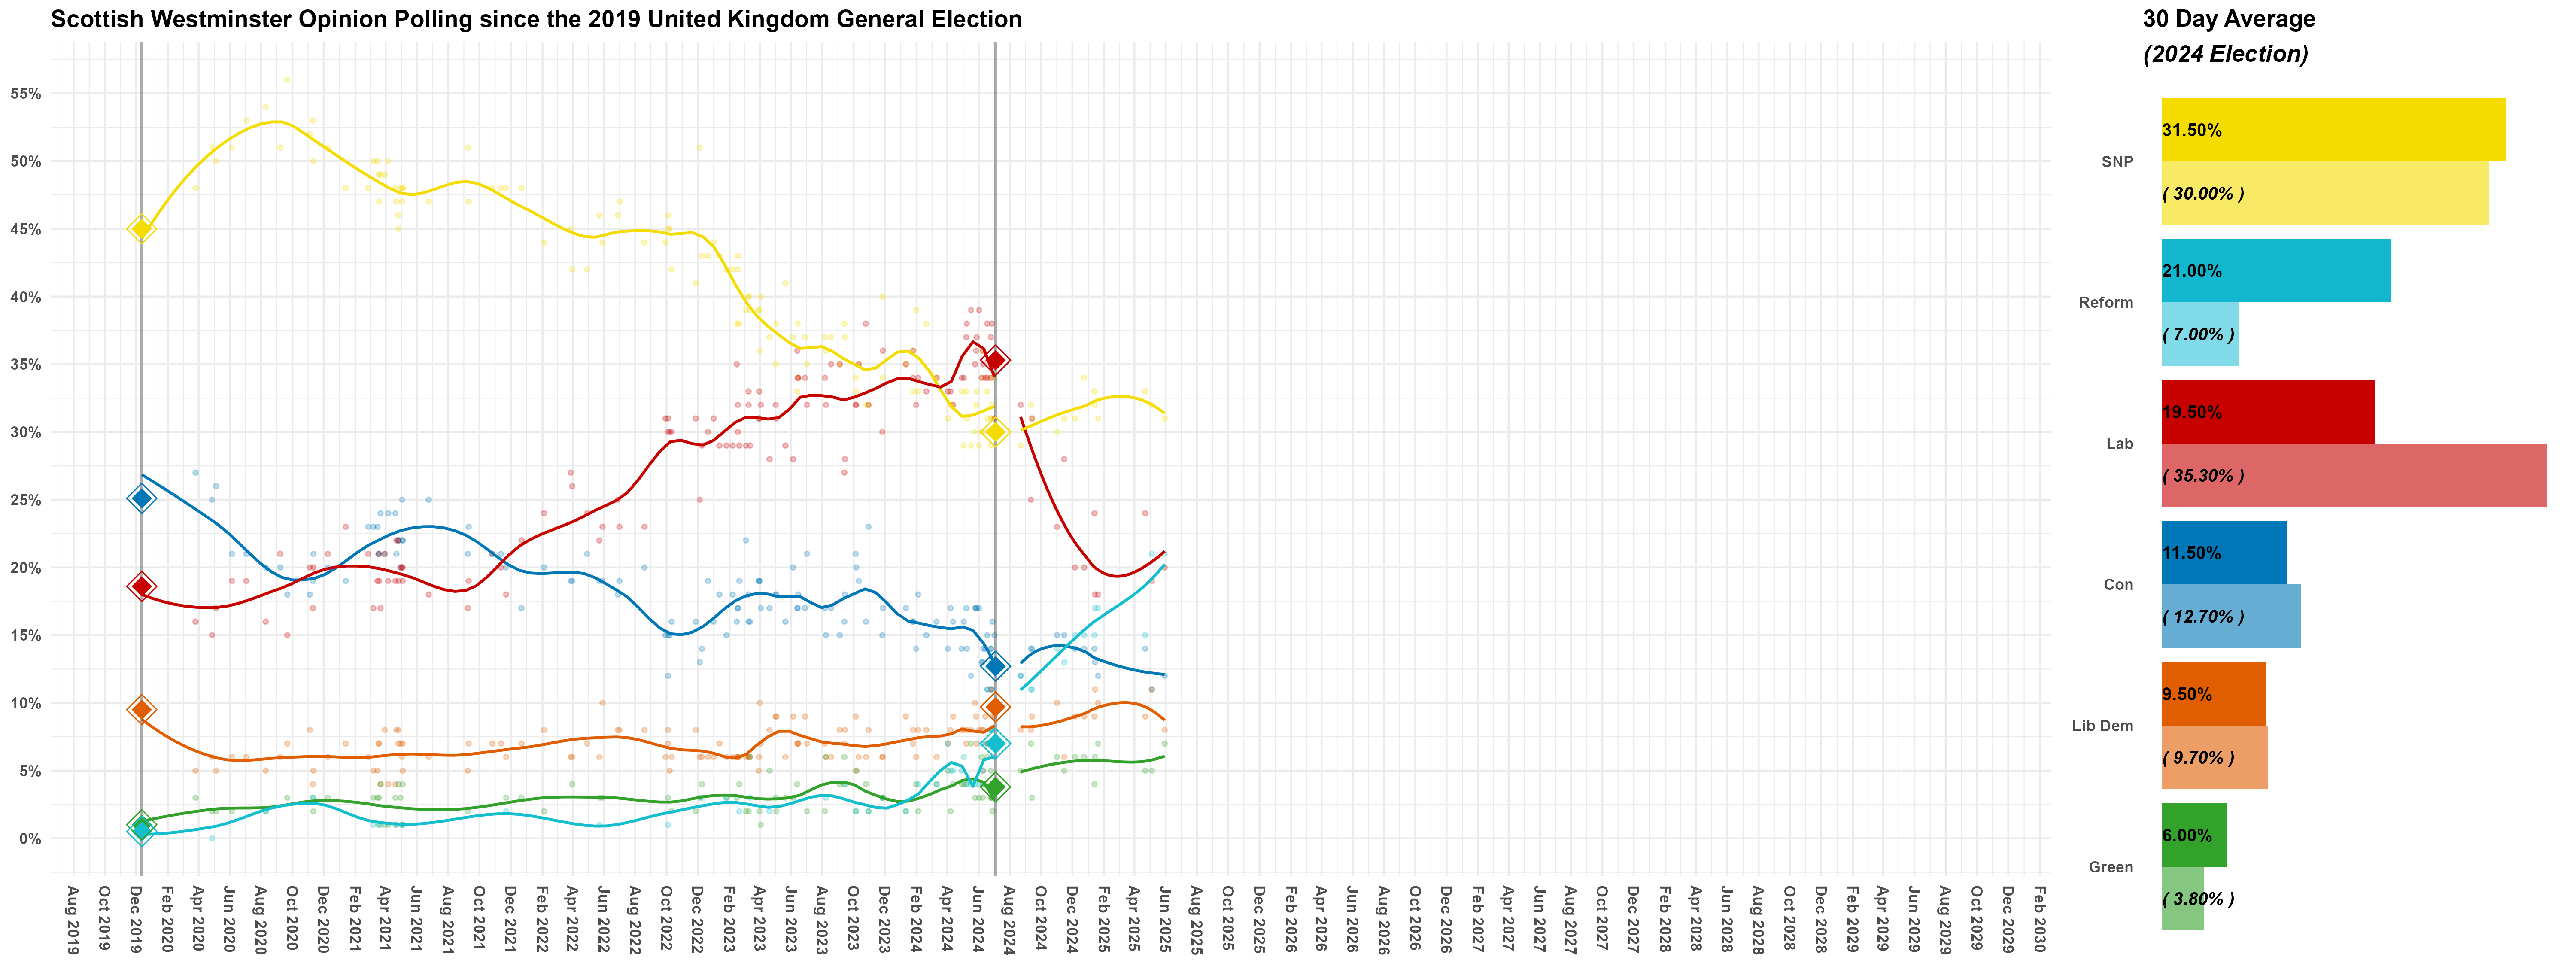 Scottish Westminster Opinion Polling since the 2019 United Kingdom General Election
55%
50%
45%
40%
35%
30%
25%
20%
15%
10%
5%
0%
Aug 2019
Oct 2019
Dec 2019
Feb 2020
Apr 2020
Jun 2020
Aug 2020
Oct 2020
Dec 2020
Feb 2021
Apr 2021
Jun 2021
Aug 2021
Oct 2021
Dec 2021
Feb 2022
Apr 2022
Jun 2022
Aug 2022
Oct 2022
Dec 2022
Feb 2023
Apr 2023
Jun 2023
Aug 2023
Oct 2023
Dec 2023
Feb 2024
Apr 2024
Jun 2024
Aug 2024
Oct 2024
Dec 2024
Feb 2025
Apr 2025
Jun 2025
Aug 2025
Oct 2025
Dec 2025
Feb 2026
Apr 2026
Jun 2026
Aug 2026
Oct 2026
Dec 2026
Feb 2027
Apr 2027
Jun 2027
Aug 2027
Oct 2027
Dec 2027
Feb 2028
Apr 2028
Jun 2028
Aug 2028
Oct 2028
Dec 2028
Feb 2029
Apr 2029
Jun 2029
Aug 2029
Oct 2029
Dec 2029
Feb 2030
30 Day Average
(2024 Election)
SNP
31.50%
( 30.00% )
Reform
21.00%
( 7.00% )
Lab
19.50%
( 35.30% )
Con
11.50%
( 12.70% )
Lib Dem
9.50%
( 9.70% )
Green
6.00%
( 3.80% )